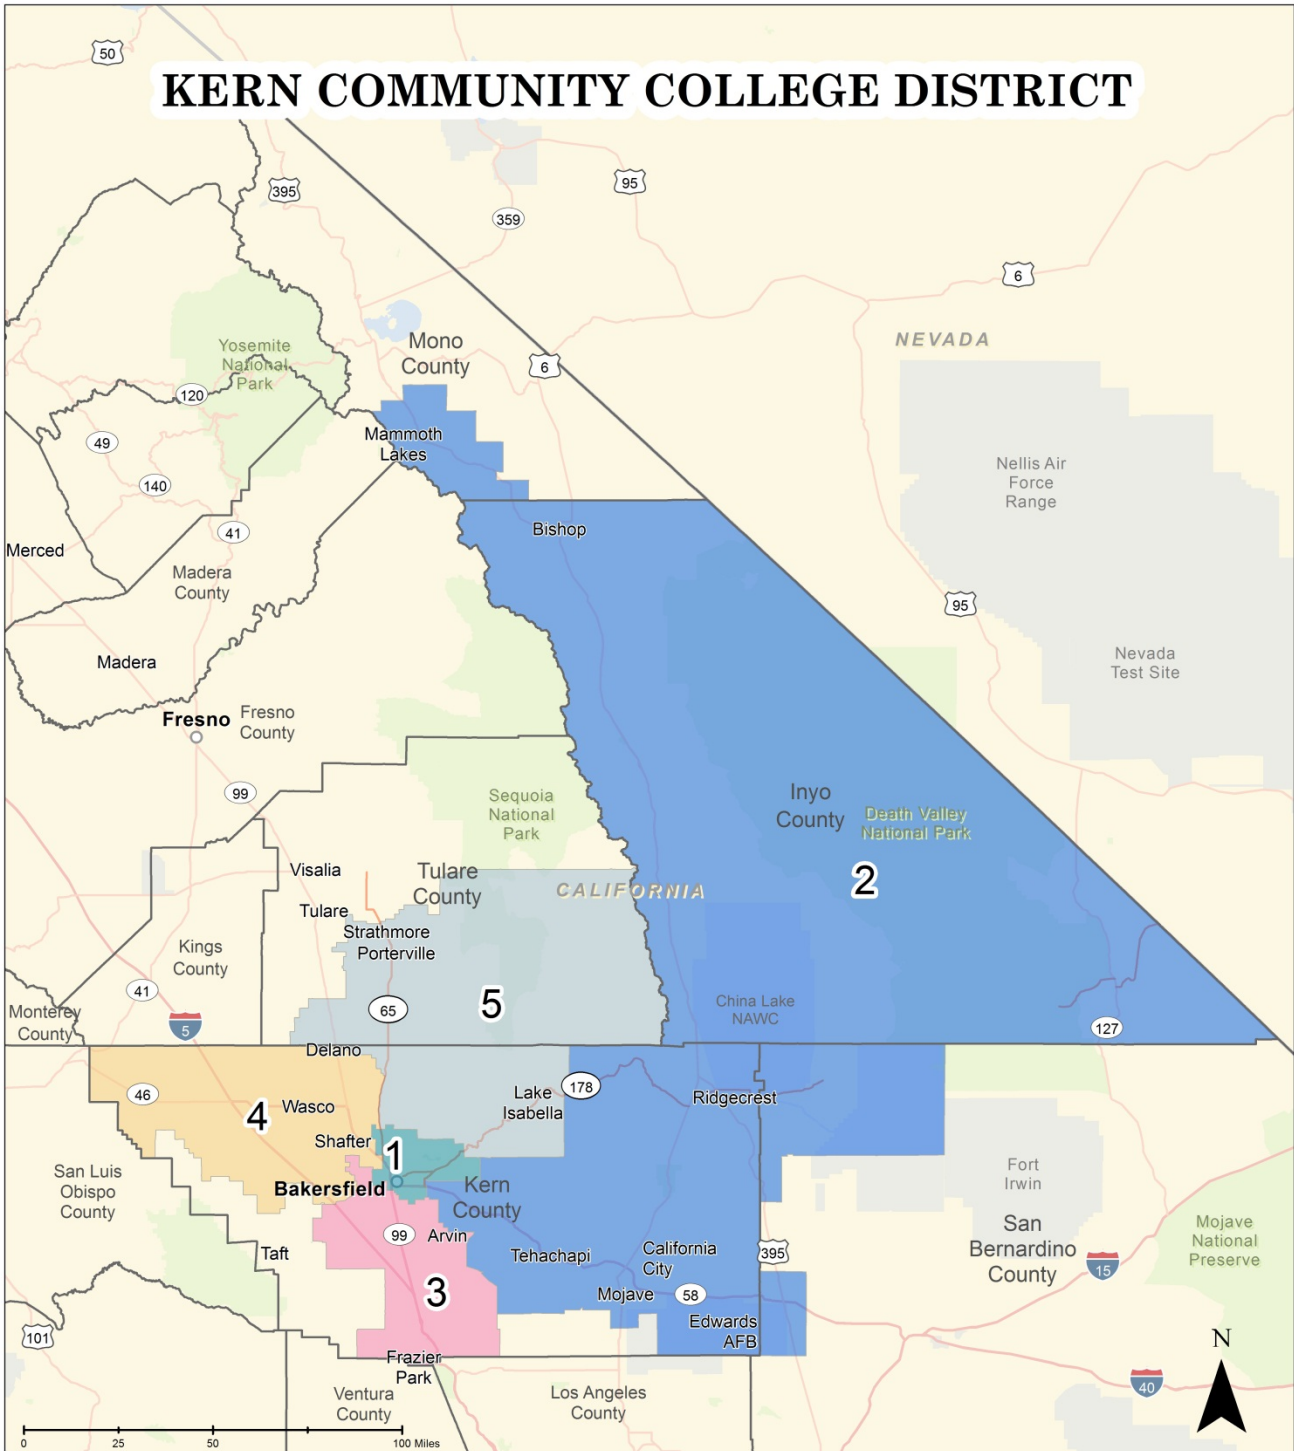 50
KERN COMMUNITY COLLEGE DISTRICT
395
95
359
6
NEVADA
Mono
County
Yosemite
National
Park
6
120
Mammoth
Lakes
49
140
Nellis Air
Force
Range
41
Bishop
Merced
Madera
County
95
Madera
Nevada
Test Site
Fresno
Fresno
County
99
Sequoia
National
Park
Inyo
County
Death Valley
National Park
Visalia
Tulare
County
CALIFORNIA
2
Tulare
Strathmore
Porterville
Kings
County
41
5
65
5
China Lake
NAWC
Monterey
County
127
Delano
46
Wasco
4
Lake
Isabella
178
Ridgecrest
Shafter
1
San Luis
Obispo
County
Bakersfield
Kern
County
Fort
Irwin
San
Bernardino
County
Mojave
National
Preserve
99
Arvin
Taft
Tehachapi
California
City
395
15
3
Mojave
58
Edwards
AFB
101
Frazier
Park
N
Ventura
County
Los Angeles
County
40
0 25 50 100 Miles